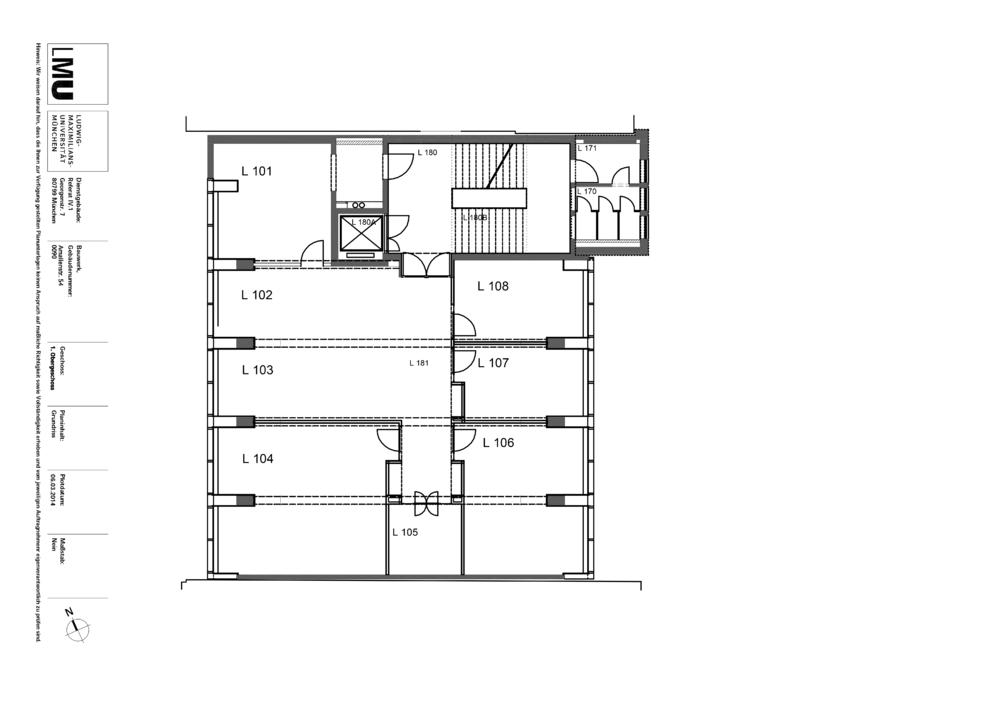 LMU
LUDWIG-
MAXIMILIANS-
UNIVERSITÄT
MÜNCHEN
Dienstgebäude:
Referat IV.1
Georgenstr. 7
80799 München
Bauwerk,
Gebäudenummer:
Amalienstr. 54
0090
Geschoss:
1. Obergeschoss
Planinhalt:
Grundriss
Plotdatum:
06.03.2014
Maßstab:
Nein
N
Hinweis: Wir weisen darauf hin, dass die Ihnen zur Verfügung gestellten Planunterlagen keinen Anspruch auf maßliche Richtigkeit sowie Vollständigkeit erheben und vom jeweiligen Auftragnehmer eigenverantwortlich zu prüfen sind.
L 101
L 180
L 171
L 170
L 180A
L 180B
L 102
L 108
L 103
L 181
L 107
L 104
L 106
L 105